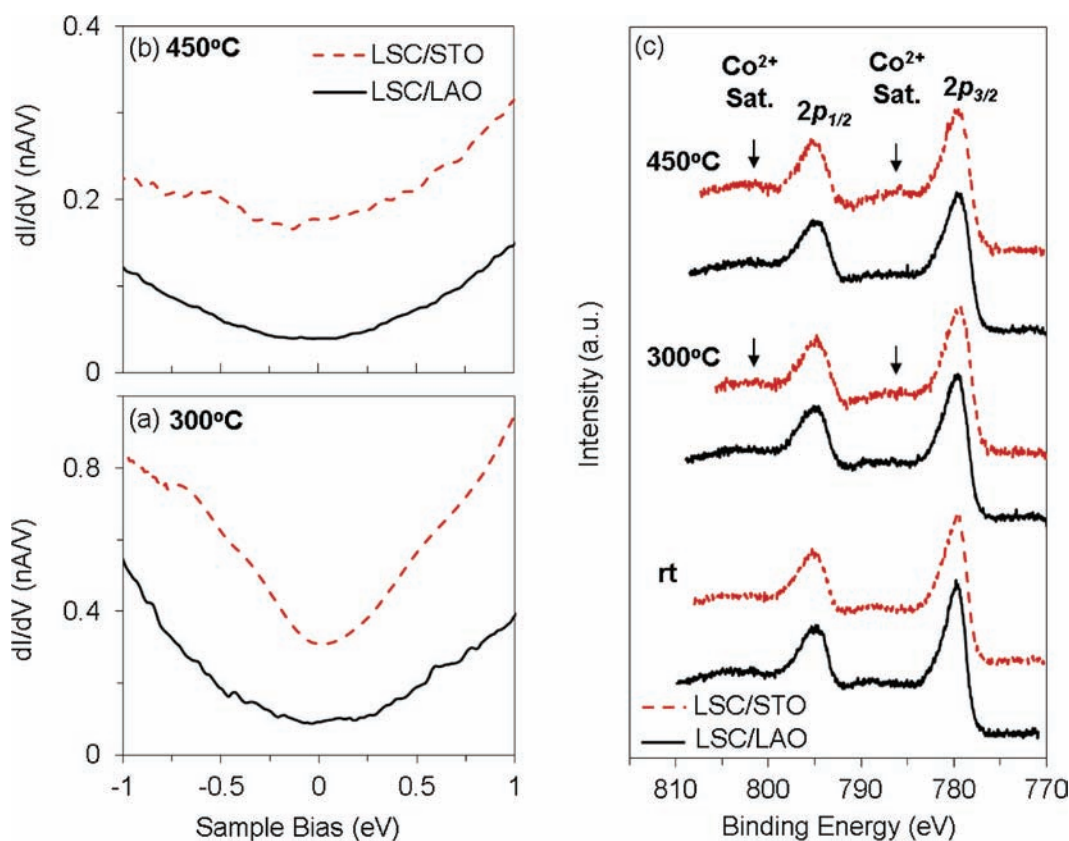 (b) 450°C
LSC/STO
LSC/LAO
0.4
0.2
0
dI/dV (nA/V)
(a) 300°C
0.8
0.4
0
dI/dV (nA/V)
-1 -0.5 0 0.5 1
Sample Bias (eV)
(c)
Co²⁺ Sat.
Co²⁺ Sat.
2p₁/₂
2p₃/₂
450°C
300°C
rt
LSC/STO
LSC/LAO
Intensity (a.u.)
810 800 790 780 770
Binding Energy (eV)